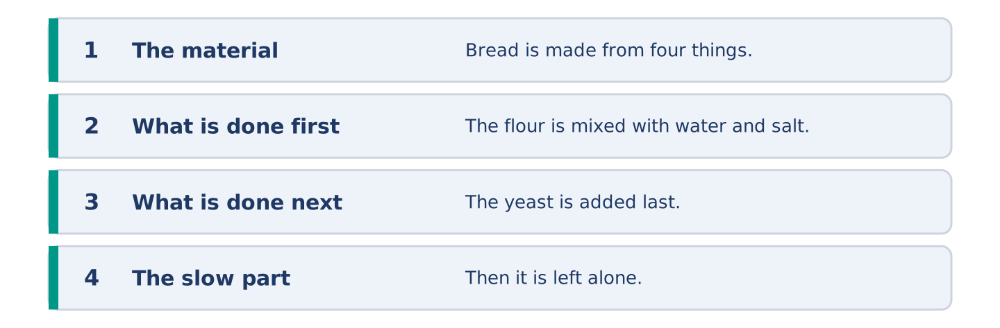 1 The material Bread is made from four things.
2 What is done first The flour is mixed with water and salt.
3 What is done next The yeast is added last.
4 The slow part Then it is left alone.